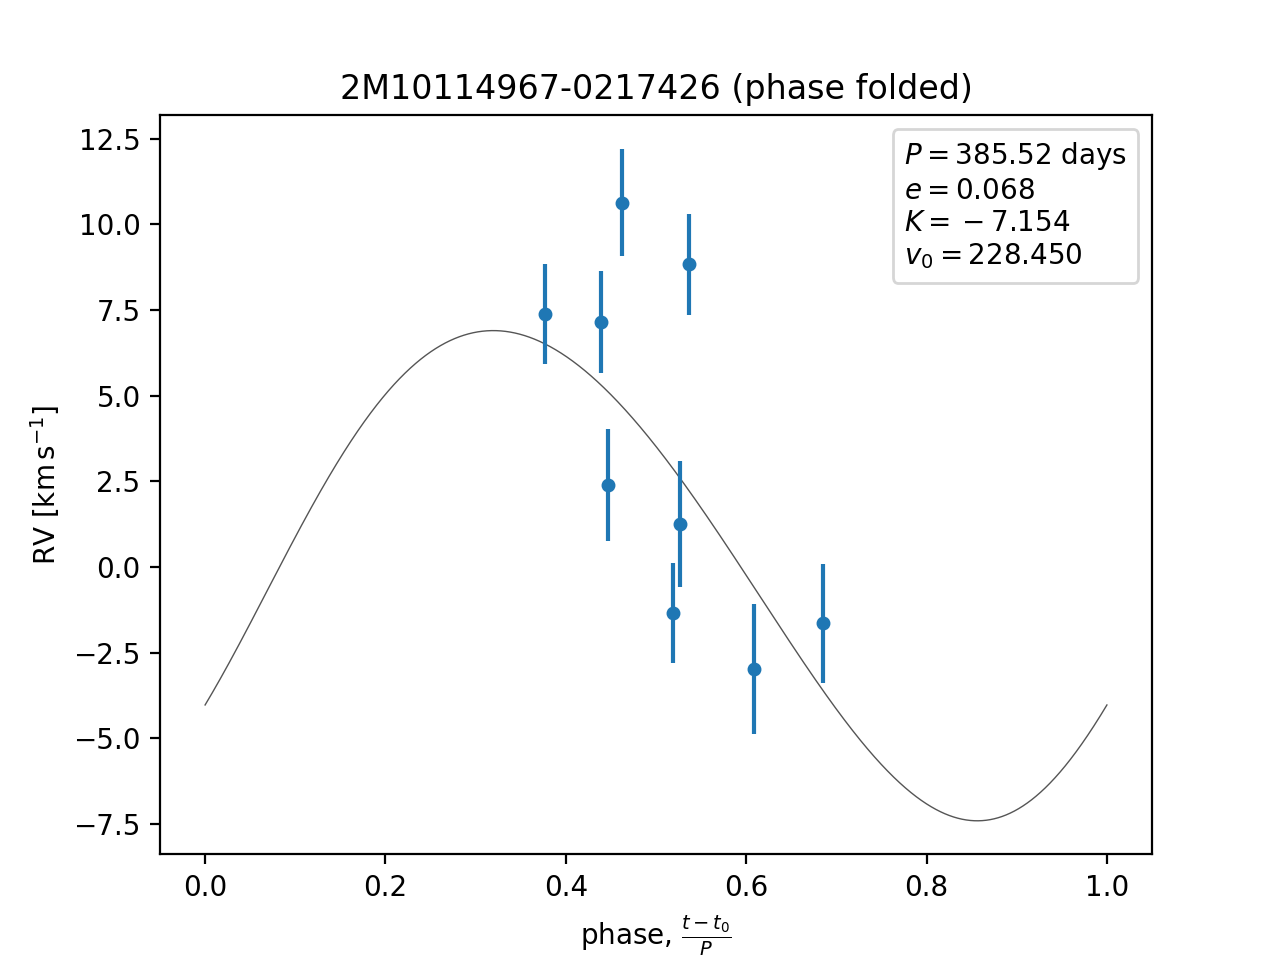 2M10114967-0217426 (phase folded)
P = 385.52 days
e = 0.068
K = −7.154
v₀ = 228.450
RV [km s⁻¹]
12.5
10.0
7.5
5.0
2.5
0.0
−2.5
−5.0
−7.5
0.0 0.2 0.4 0.6 0.8 1.0
phase, (t − t₀)/P